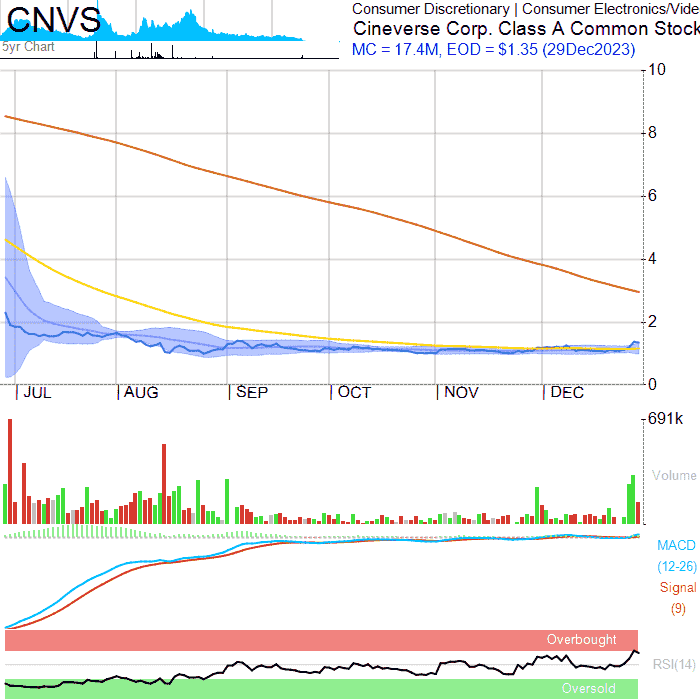 CNVS
5yr Chart
Consumer Discretionary | Consumer Electronics/Vide
Cineverse Corp. Class A Common Stock
MC = 17.4M, EOD = $1.35 (29Dec2023)
10
8
6
4
2
0
JUL AUG SEP OCT NOV DEC
691k
Volume
MACD
(12-26)
Signal
(9)
Overbought
RSI(14)
Oversold